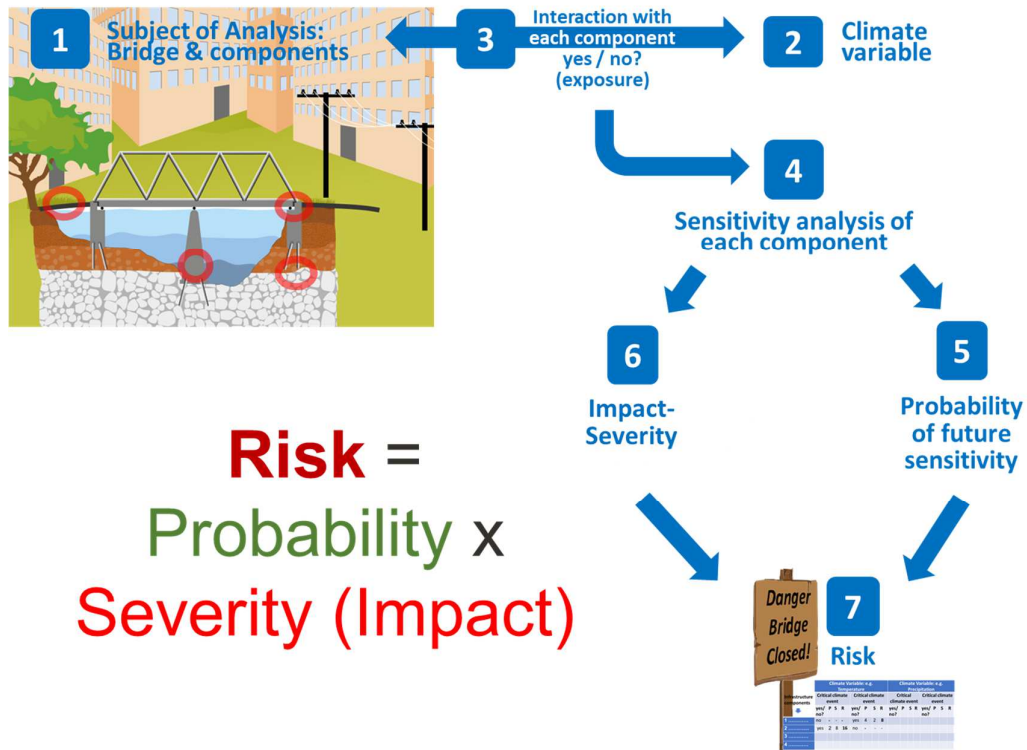 1
Subject of Analysis:
Bridge & components
3
Interaction with
each component
yes / no?
(exposure)
2
Climate
variable
4
Sensitivity analysis of
each component
6
Impact-
Severity
5
Probability
of future
sensitivity
Risk =
Probability x
Severity (Impact)
Danger
Bridge
Closed!
7
Risk
Infrastructure
components
Climate Variable: e.g.
Temperature
Climate Variable: e.g.
Precipitation
Critical climate
event
Critical climate
event
Critical
climate event
Critical climate
event
yes/ no? P S R yes/ no? P S R yes/ no? P S R yes/ no? P S R
1 no - - - yes 4 2 8
2 yes 2 8 16 no - - -
3
4